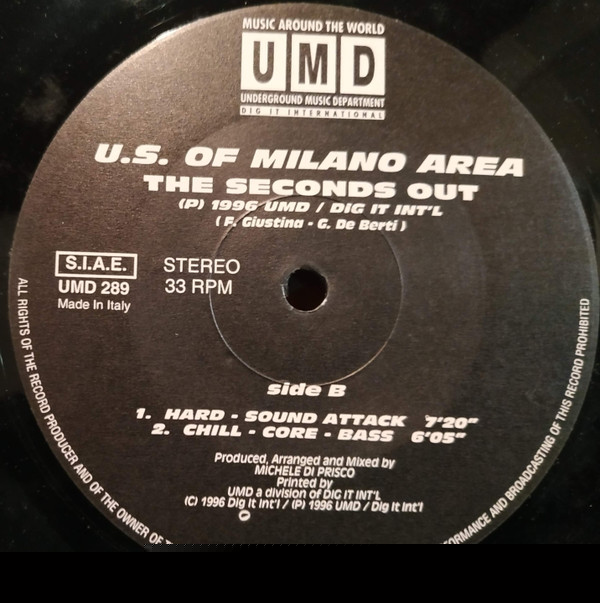 MUSIC AROUND THE WORLD
UMD
UNDERGROUND MUSIC DEPARTMENT
DIG IT INTERNATIONAL
U.S. OF MILANO AREA
THE SECONDS OUT
(P) 1996 UMD / DIG IT INT'L
( F. Giustina - G. De Berti )
S.I.A.E.
UMD 289
Made In Italy
STEREO
33 RPM
side B
1. HARD - SOUND ATTACK 7'20"
2. CHILL - CORE - BASS 6'05"
Produced, Arranged and Mixed by
MICHELE DI PRISCO
Printed by
UMD a division of DIG IT INT'L
(C) 1996 Dig It Int'l / (P) 1996 UMD / Dig It Int'l
ALL RIGHTS OF THE RECORD PRODUCER AND OF THE OWNER OF
AND BROADCASTING OF THIS RECORD PROHIBITED